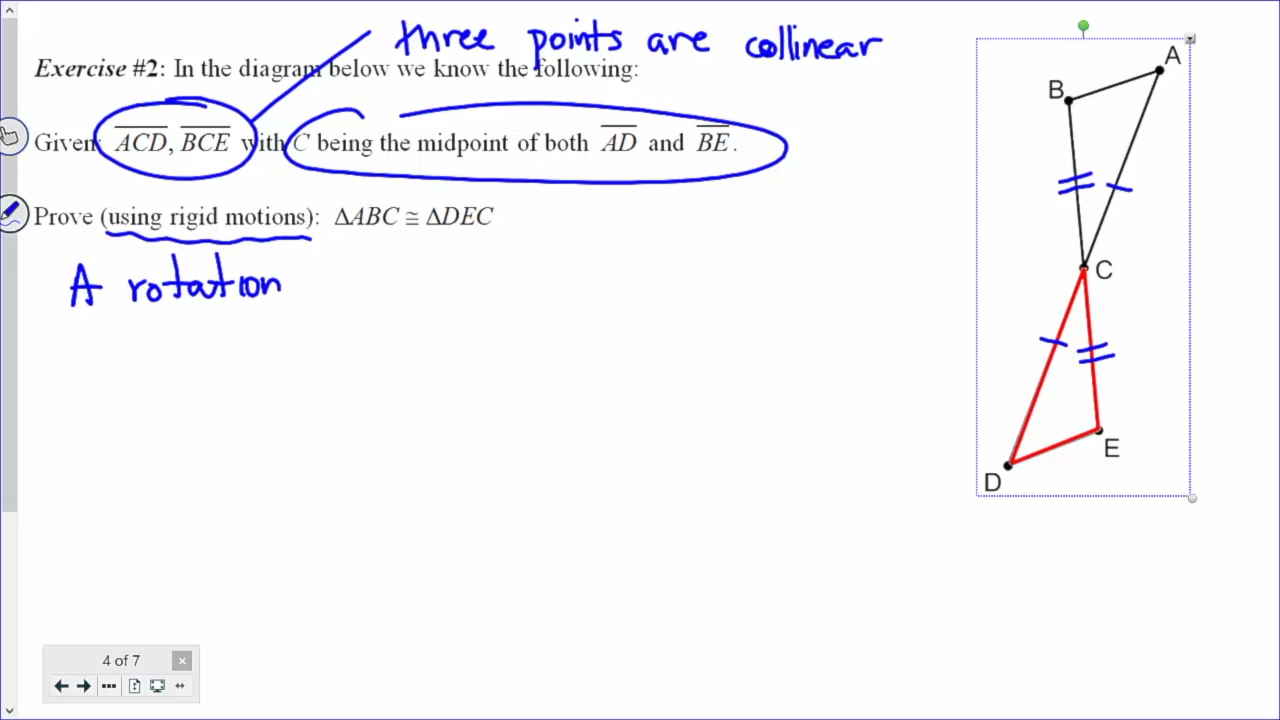 three points are collinear
Exercise #2: In the diagram below we know the following:
Given: ACD, BCE with C being the midpoint of both AD and BE.
Prove (using rigid motions): ΔABC ≅ ΔDEC
A rotation
A
B
C
E
D
4 of 7